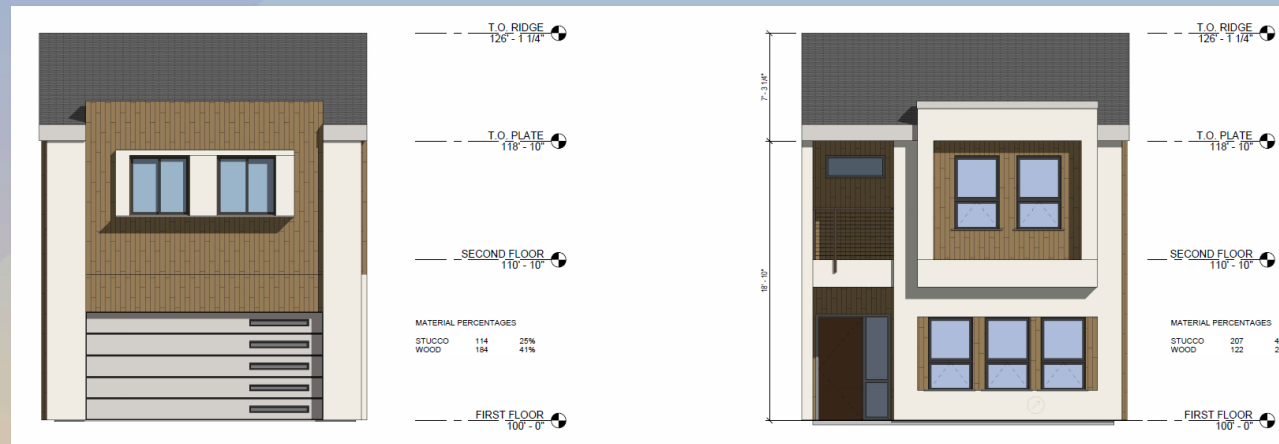 T.O. RIDGE
126' - 1 1/4"
T.O. PLATE
118' - 10"
SECOND FLOOR
110' - 10"
MATERIAL PERCENTAGES
STUCCO 114 25%
WOOD 184 41%
FIRST FLOOR
100' - 0"
7' - 3 1/4"
18' - 10"
T.O. RIDGE
126' - 1 1/4"
T.O. PLATE
118' - 10"
SECOND FLOOR
110' - 10"
MATERIAL PERCENTAGES
STUCCO 207
WOOD 122
FIRST FLOOR
100' - 0"